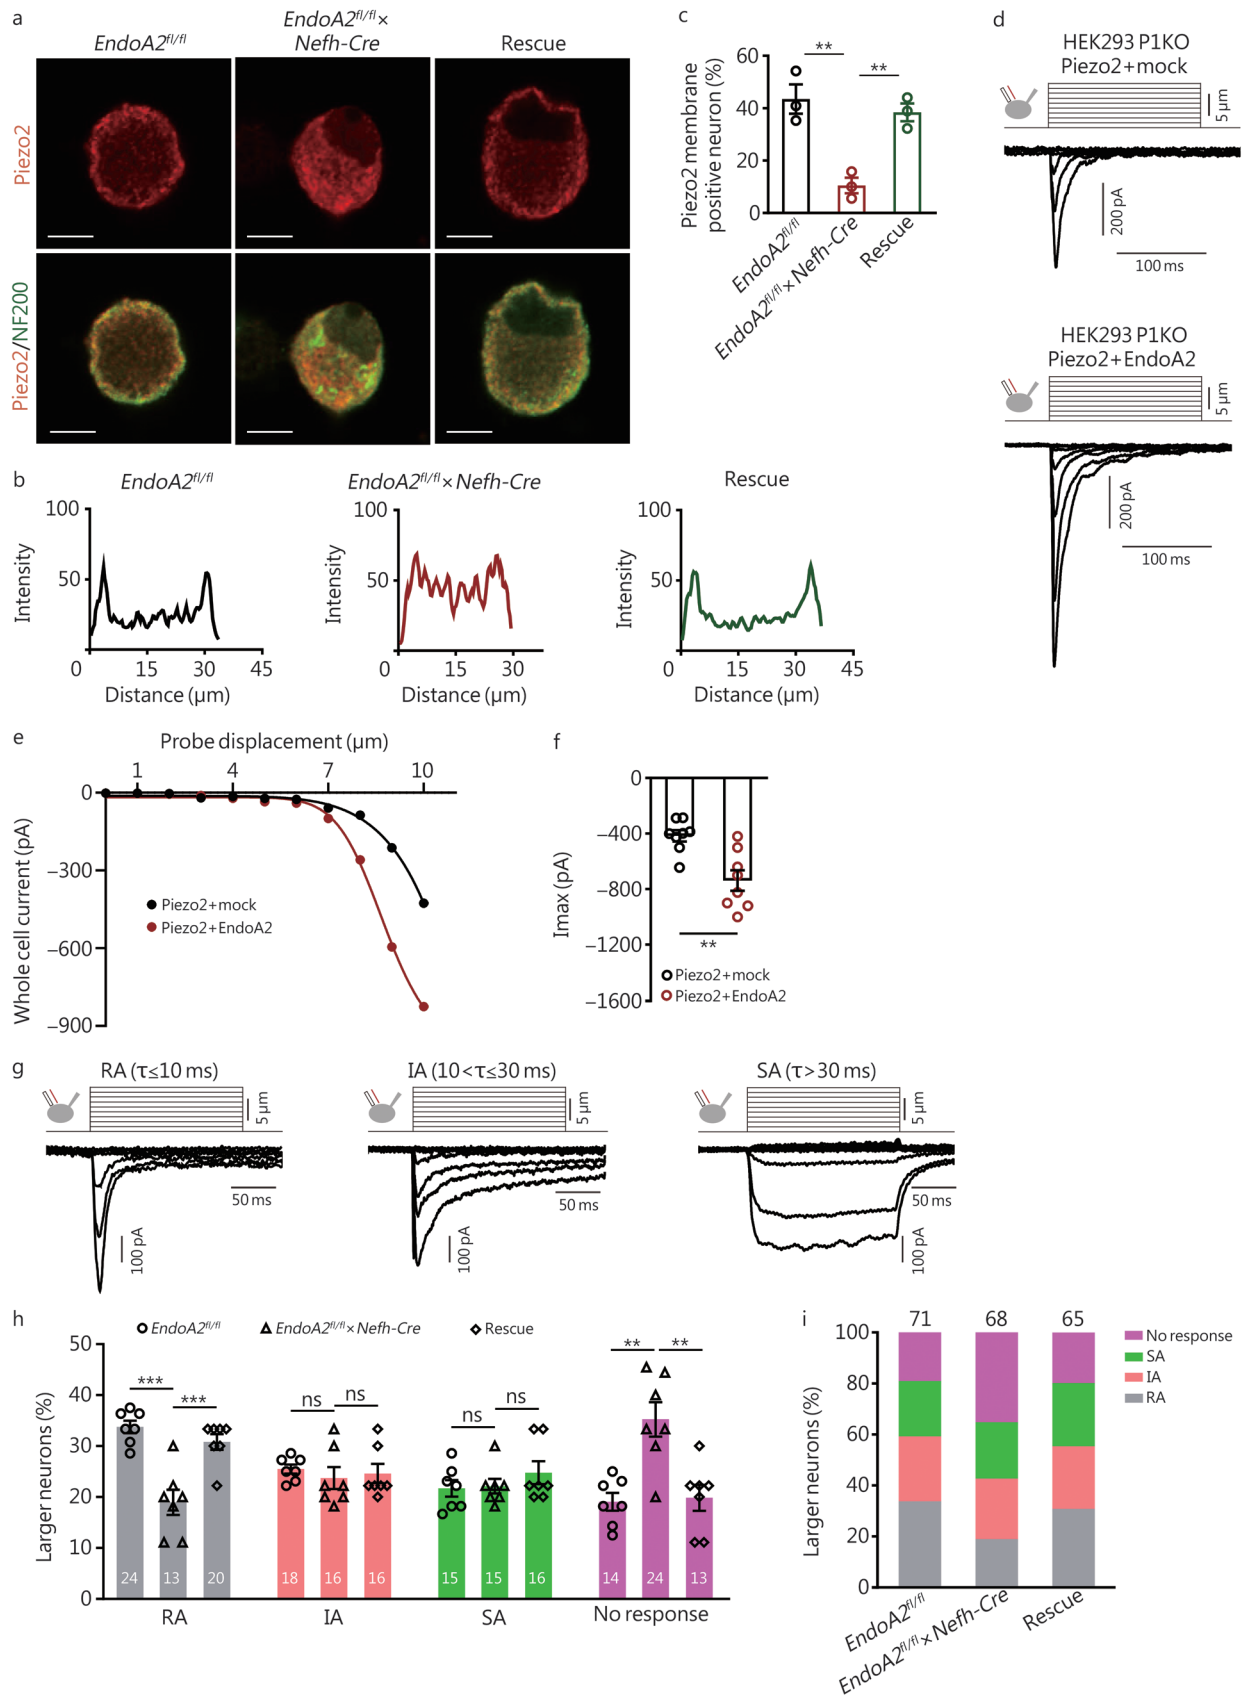 a
EndoA2fl/fl
EndoA2fl/fl×
Nefh-Cre
Rescue
Piezo2
Piezo2/NF200
c
Piezo2 membrane
positive neuron (%)
60
40
20
0
**
**
EndoA2fl/fl
EndoA2fl/fl×Nefh-Cre
Rescue
d
HEK293 P1KO
Piezo2+mock
5 μm
200 pA
100 ms
HEK293 P1KO
Piezo2+EndoA2
5 μm
200 pA
100 ms
b
EndoA2fl/fl
Intensity
100
50
0
15
30
45
Distance (μm)
EndoA2fl/fl×Nefh-Cre
Intensity
100
50
0
15
30
Distance (μm)
Rescue
Intensity
100
50
0
15
30
45
Distance (μm)
e
Probe displacement (μm)
1
4
7
10
Whole cell current (pA)
0
−300
−600
−900
Piezo2+mock
Piezo2+EndoA2
f
Imax (pA)
0
−400
−800
−1200
−1600
**
Piezo2+mock
Piezo2+EndoA2
g
RA (τ≤10 ms)
5 μm
50 ms
100 pA
IA (10<τ≤30 ms)
5 μm
50 ms
100 pA
SA (τ>30 ms)
5 μm
50 ms
100 pA
h
EndoA2fl/fl
EndoA2fl/fl×Nefh-Cre
Rescue
Larger neurons (%)
50
40
30
20
10
0
***
***
ns
ns
ns
ns
**
**
24
13
20
18
16
16
15
15
16
14
24
13
RA
IA
SA
No response
i
71
68
65
Larger neurons (%)
100
80
60
40
20
0
No response
SA
IA
RA
EndoA2fl/fl
EndoA2fl/fl×Nefh-Cre
Rescue